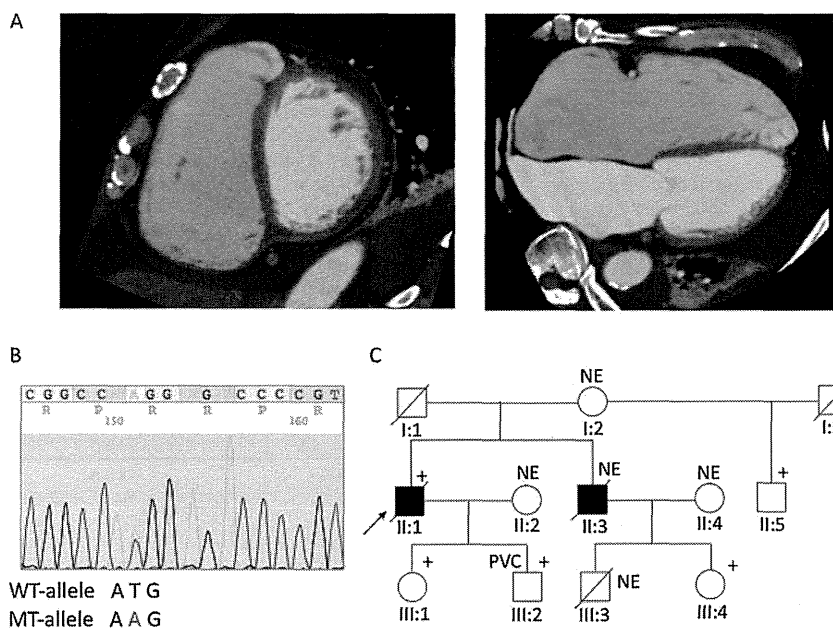 A
B
C G G C C A G G G C C C C G T
R P R R P R
150 160
WT-allele A T G
MT-allele A A G
C
NE
I:1 I:2 I:
+ NE NE NE +
II:1 II:2 II:3 II:4 II:5
+ PVC + NE +
III:1 III:2 III:3 III:4